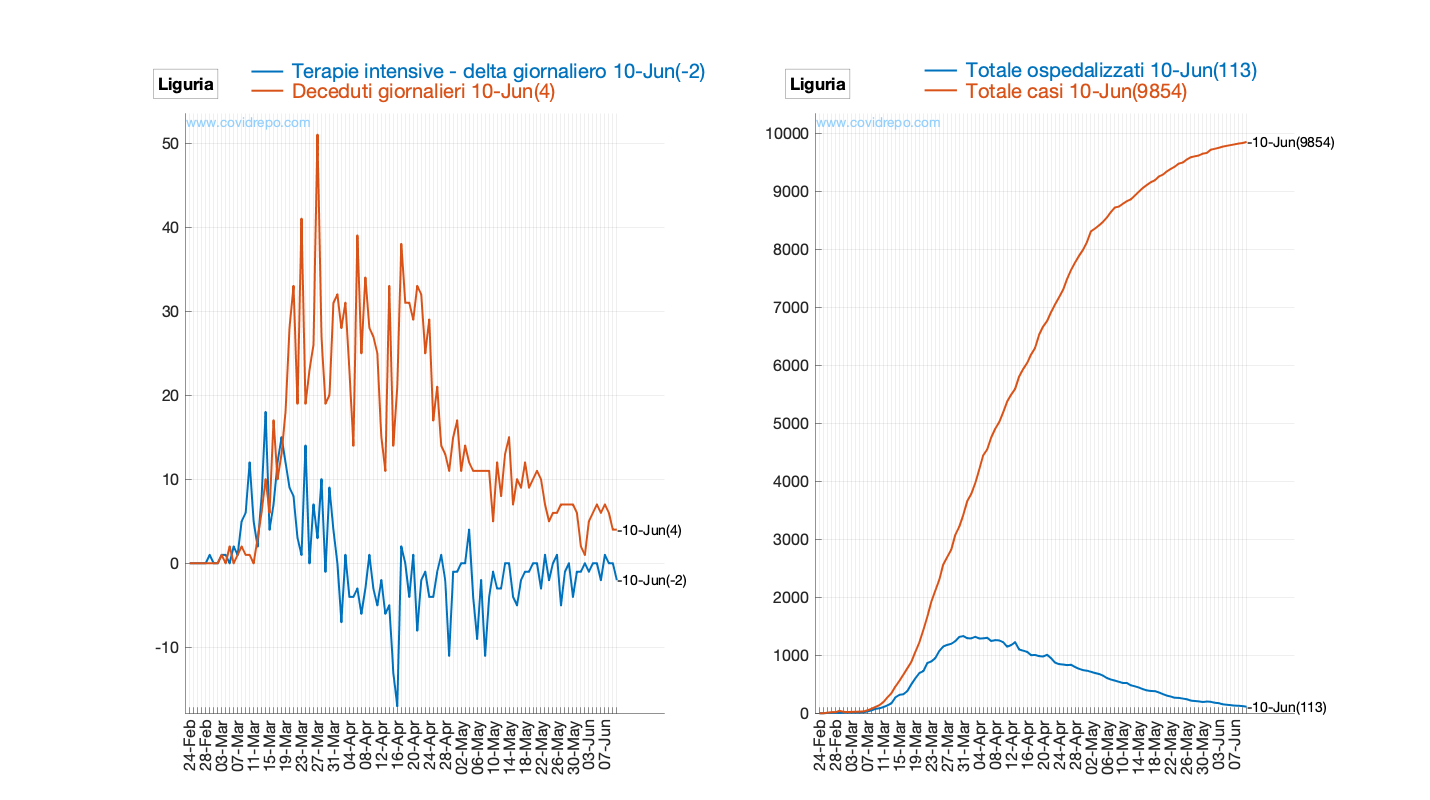 Liguria
Terapie intensive - delta giornaliero 10-Jun(-2)
Deceduti giornalieri 10-Jun(4)
www.covidrepo.com
50
40
30
20
10
0
-10
-10-Jun(4)
-10-Jun(-2)
24-Feb
28-Feb
03-Mar
07-Mar
11-Mar
15-Mar
19-Mar
23-Mar
27-Mar
31-Mar
04-Apr
08-Apr
12-Apr
16-Apr
20-Apr
24-Apr
28-Apr
02-May
06-May
10-May
14-May
18-May
22-May
26-May
30-May
03-Jun
07-Jun
Liguria
Totale ospedalizzati 10-Jun(113)
Totale casi 10-Jun(9854)
www.covidrepo.com
10000
9000
8000
7000
6000
5000
4000
3000
2000
1000
0
-10-Jun(9854)
-10-Jun(113)
24-Feb
28-Feb
03-Mar
07-Mar
11-Mar
15-Mar
19-Mar
23-Mar
27-Mar
31-Mar
04-Apr
08-Apr
12-Apr
16-Apr
20-Apr
24-Apr
28-Apr
02-May
06-May
10-May
14-May
18-May
22-May
26-May
30-May
03-Jun
07-Jun